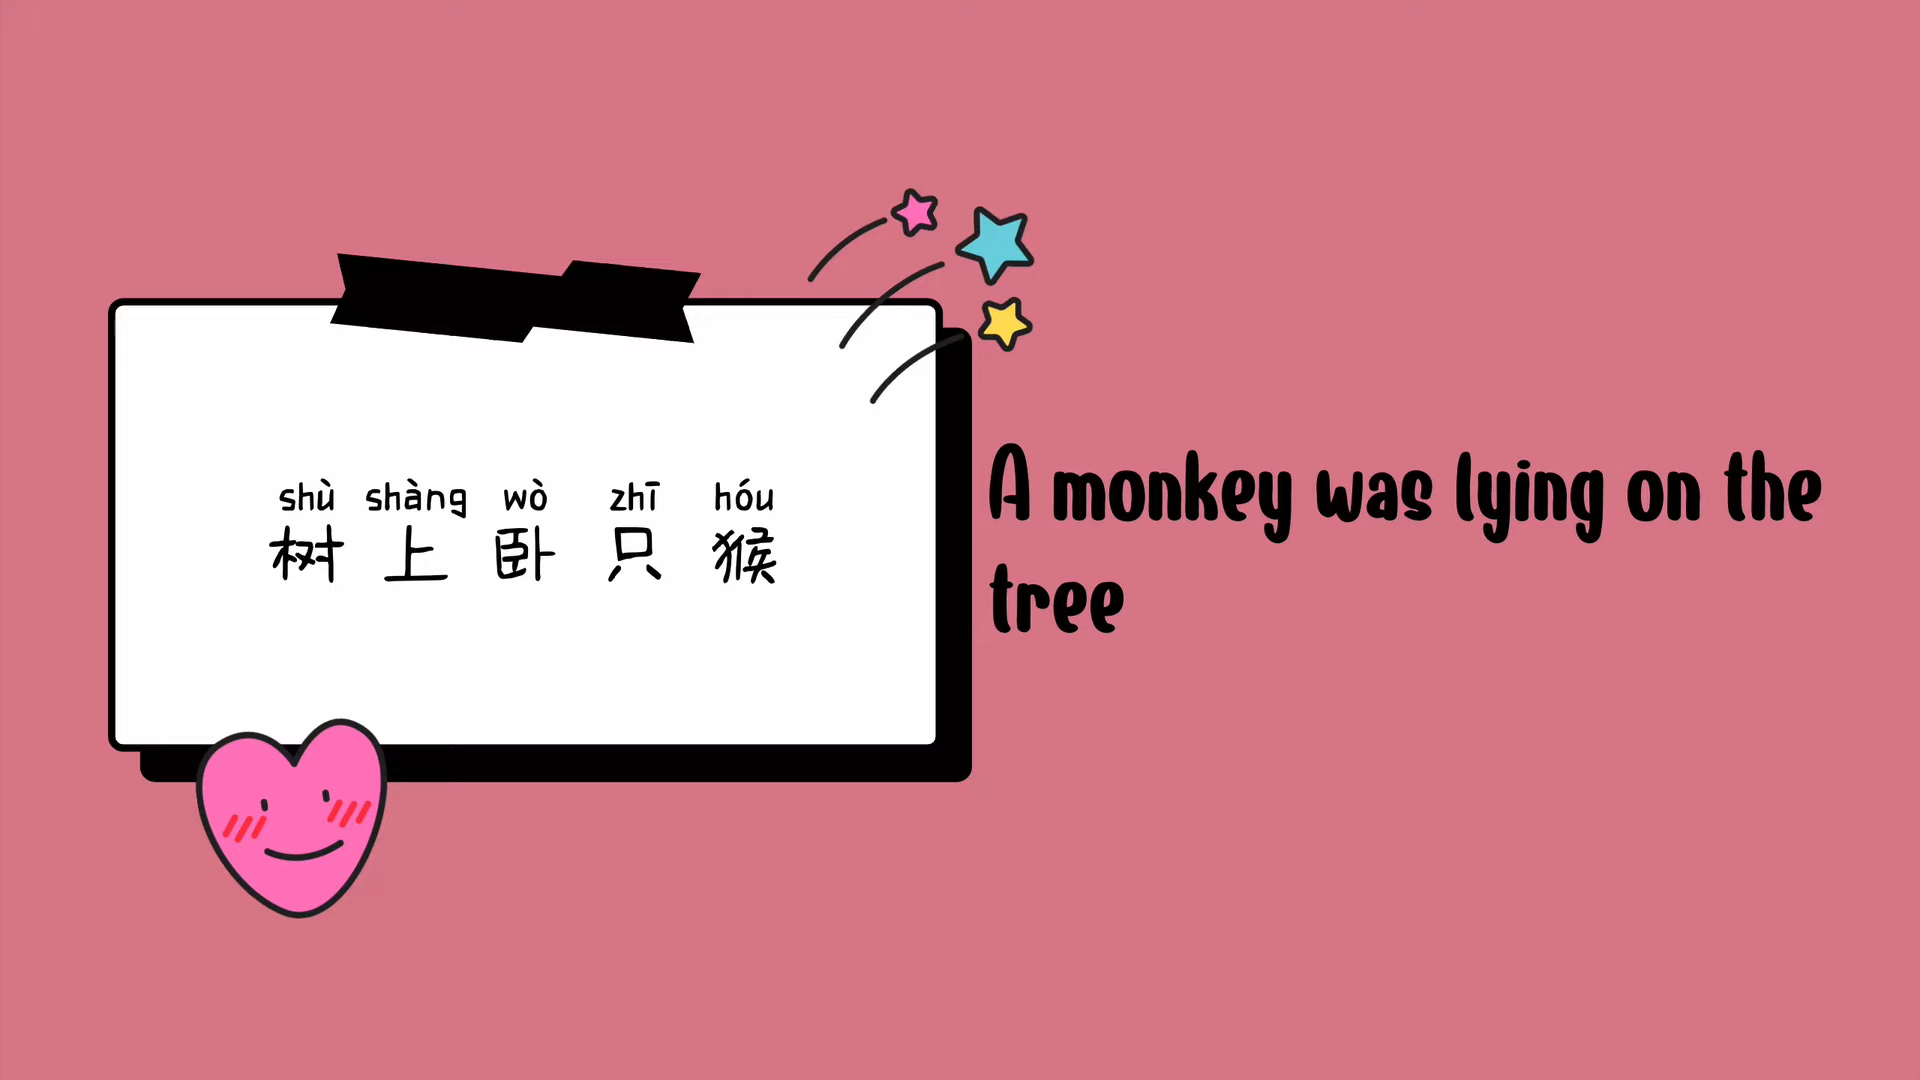 shù shàng wò zhī hóu
树上卧只猴
A monkey was lying on the
tree